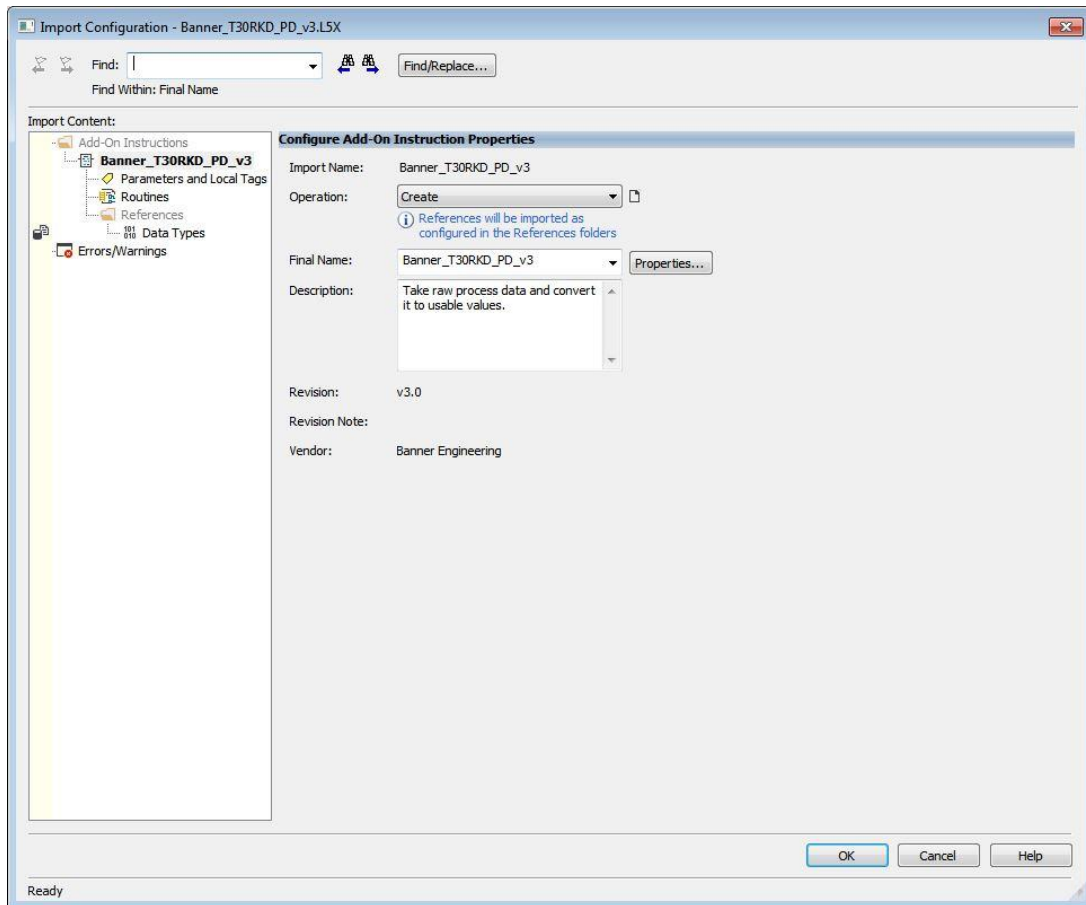 Import Configuration - Banner_T30RKD_PD_v3.L5X
Find:
Find/Replace...
Find Within: Final Name
Import Content:
Add-On Instructions
Banner_T30RKD_PD_v3
Parameters and Local Tags
Routines
References
Data Types
Errors/Warnings
Configure Add-On Instruction Properties
Import Name: Banner_T30RKD_PD_v3
Operation: Create
References will be imported as
configured in the References folders
Final Name: Banner_T30RKD_PD_v3 Properties...
Description: Take raw process data and convert
it to usable values.
Revision: v3.0
Revision Note:
Vendor: Banner Engineering
OK Cancel Help
Ready